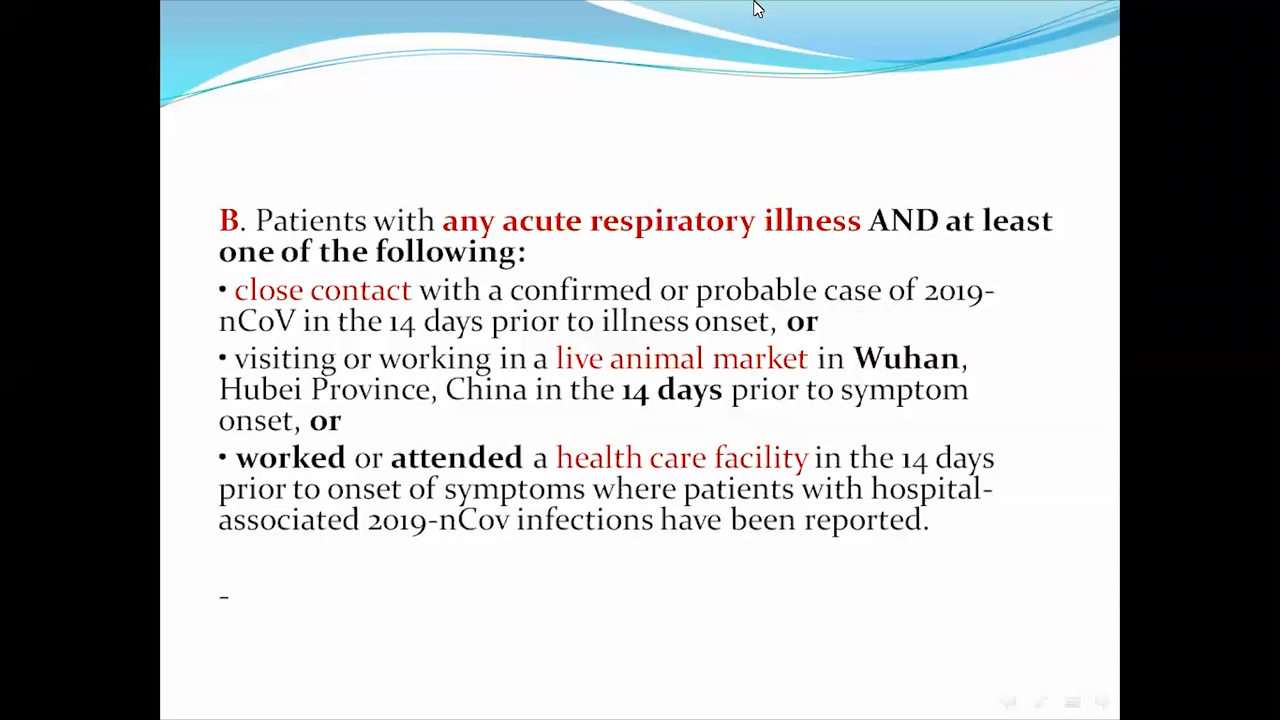 B. Patients with any acute respiratory illness AND at least
one of the following:
• close contact with a confirmed or probable case of 2019-
nCoV in the 14 days prior to illness onset, or
• visiting or working in a live animal market in Wuhan,
Hubei Province, China in the 14 days prior to symptom
onset, or
• worked or attended a health care facility in the 14 days
prior to onset of symptoms where patients with hospital-
associated 2019-nCov infections have been reported.
-